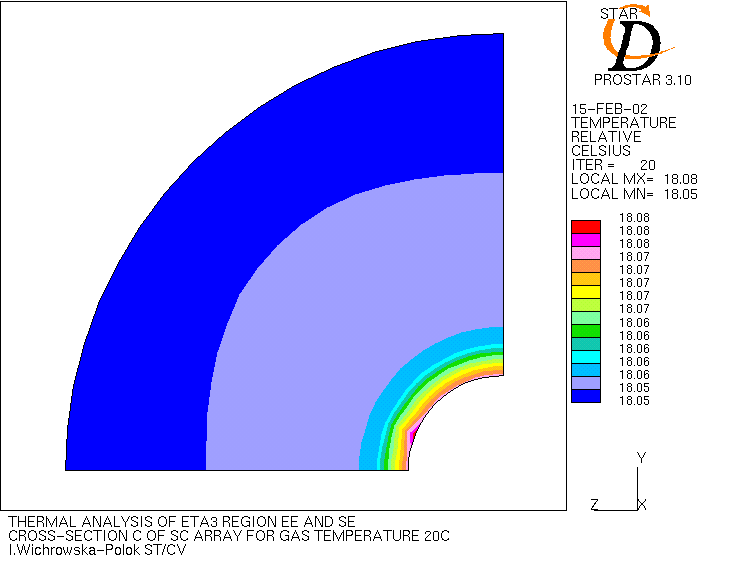 STAR
CD
PROSTAR 3.10
15-FEB-02
TEMPERATURE
RELATIVE
CELSIUS
ITER = 20
LOCAL MX= 18.08
LOCAL MN= 18.05
18.08
18.08
18.08
18.07
18.07
18.07
18.07
18.07
18.06
18.06
18.06
18.06
18.06
18.05
18.05
Y
Z
X
THERMAL ANALYSIS OF ETA3 REGION EE AND SE
CROSS-SECTION C OF SC ARRAY FOR GAS TEMPERATURE 20C
I.Wichrowska-Polok ST/CV